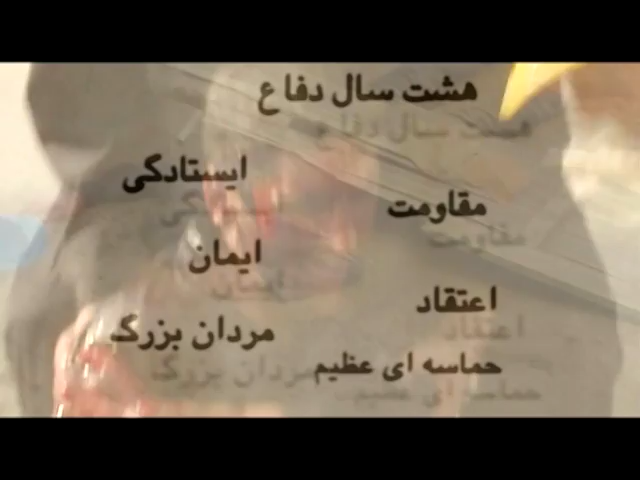 هشت سال دفاع
ایستادگی
مقاومت
ایمان
اعتقاد
مردان بزرگ
حماسه ای عظیم